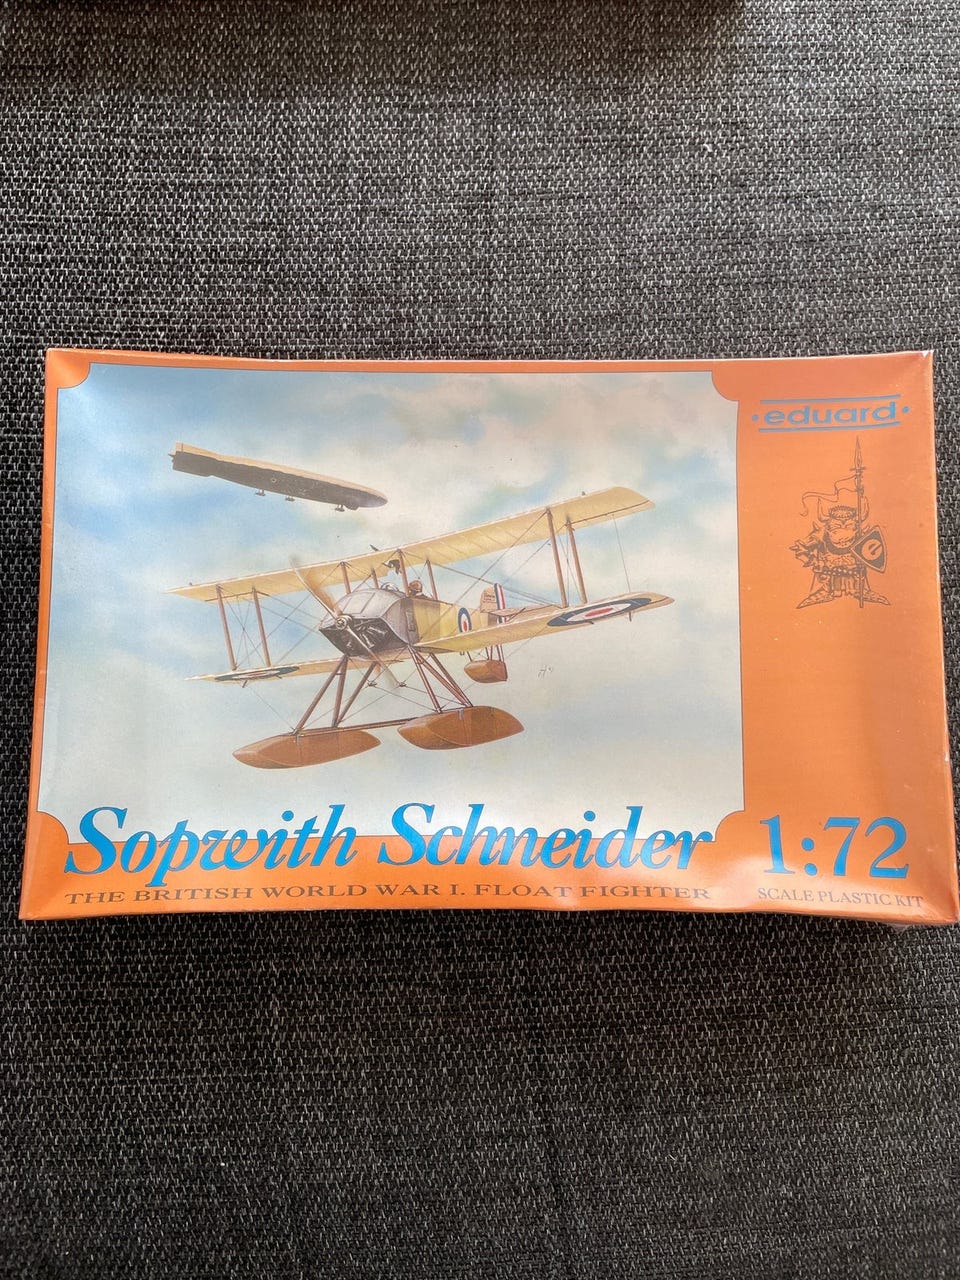 eduard
e
Sopwith Schneider
1:72
THE BRITISH WORLD WAR I. FLOAT FIGHTER
SCALE PLASTIC KIT